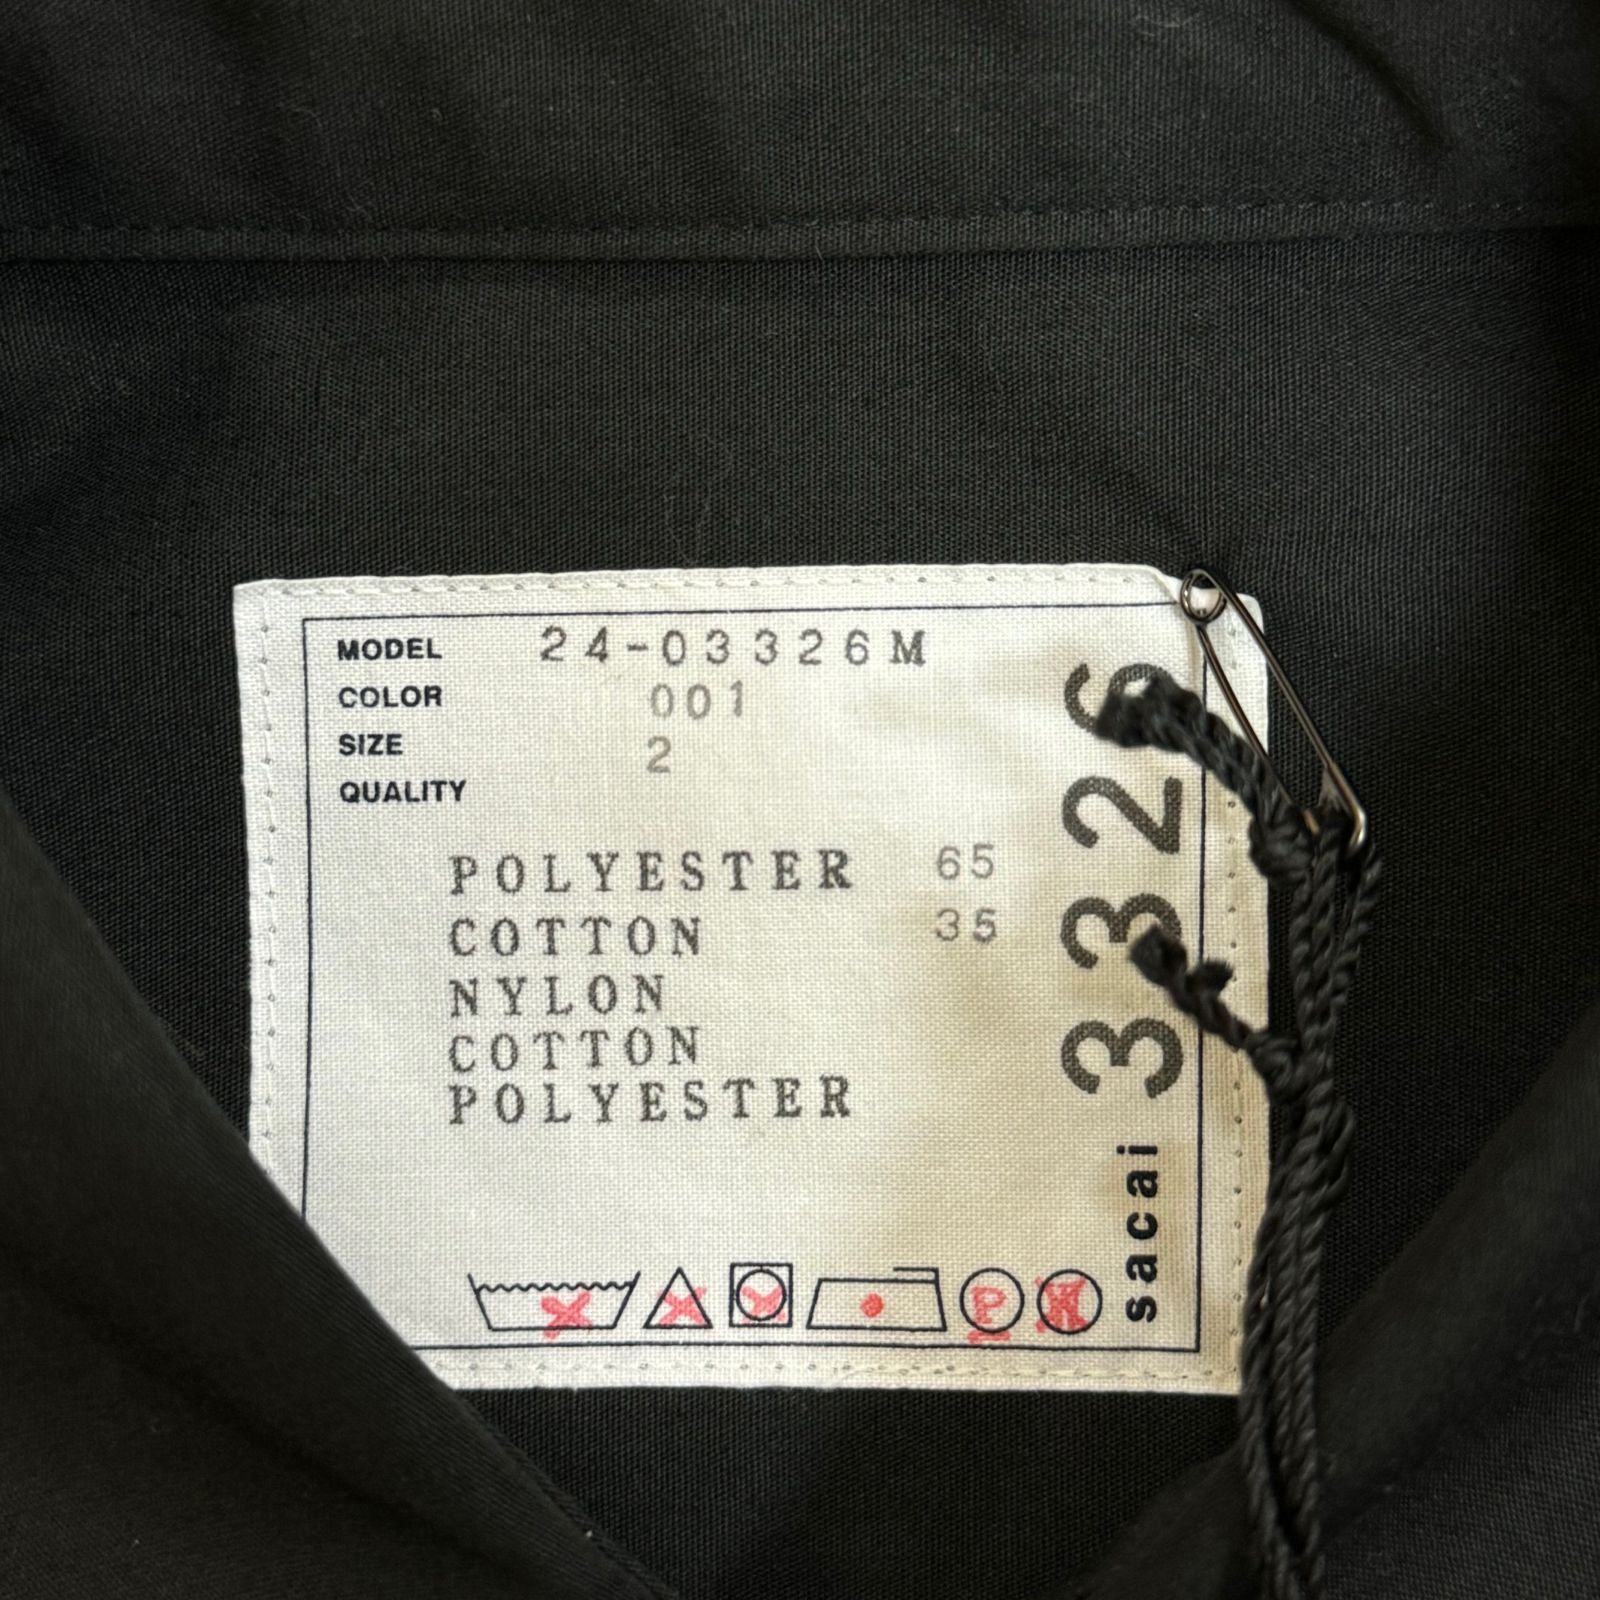 MODEL 24-03326M
COLOR 001
SIZE 2
QUALITY
POLYESTER 65
COTTON 35
NYLON
COTTON
POLYESTER
P
W
3326
sacai